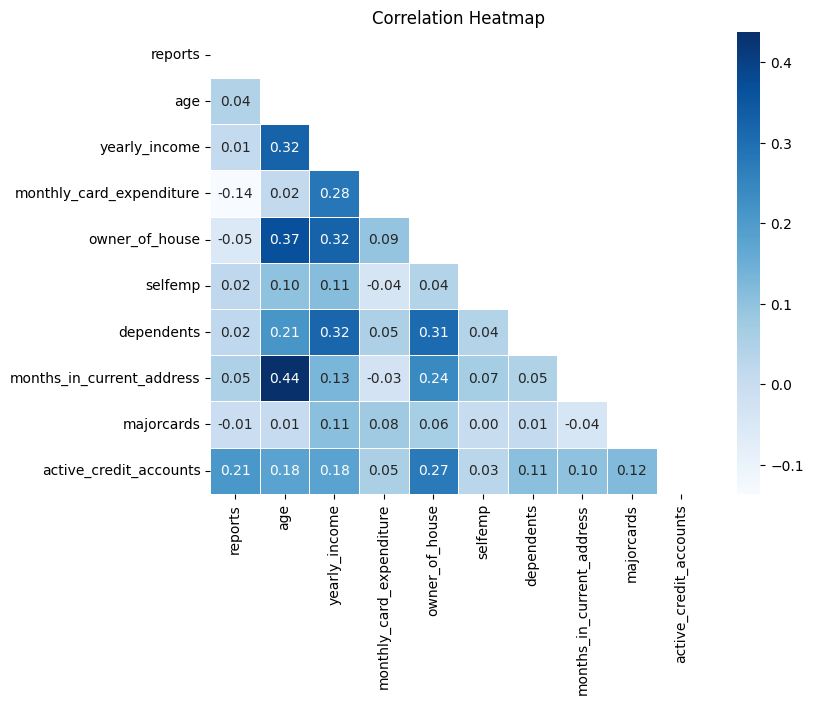 Correlation Heatmap
reports
age 0.04
yearly_income 0.01 0.32
monthly_card_expenditure -0.14 0.02 0.28
owner_of_house -0.05 0.37 0.32 0.09
selfemp 0.02 0.10 0.11 -0.04 0.04
dependents 0.02 0.21 0.32 0.05 0.31 0.04
months_in_current_address 0.05 0.44 0.13 -0.03 0.24 0.07 0.05
majorcards -0.01 0.01 0.11 0.08 0.06 0.00 0.01 -0.04
active_credit_accounts 0.21 0.18 0.18 0.05 0.27 0.03 0.11 0.10 0.12
reports
age
yearly_income
monthly_card_expenditure
owner_of_house
selfemp
dependents
months_in_current_address
majorcards
active_credit_accounts
0.4
0.3
0.2
0.1
0.0
−0.1